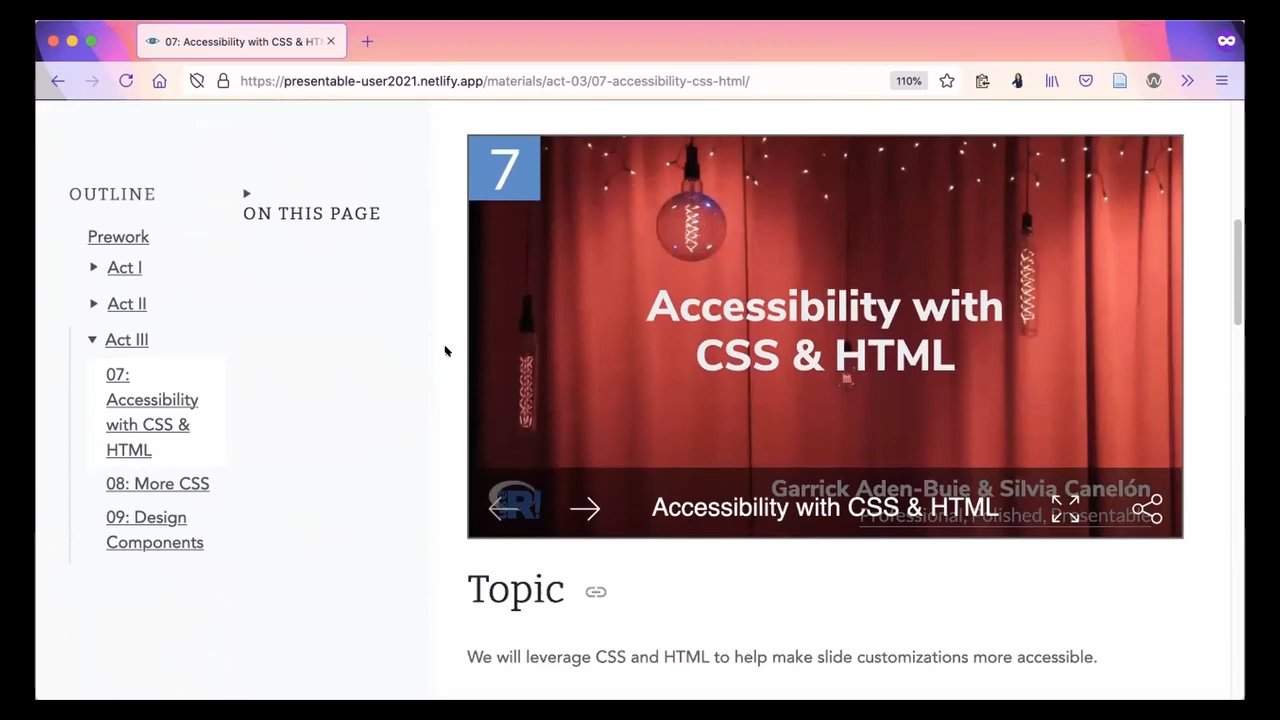 07: Accessibility with CSS & HT
https://presentable-user2021.netlify.app/materials/act-03/07-accessibility-css-html/
110%
OUTLINE
Prework
Act I
Act II
Act III
07:
Accessibility
with CSS &
HTML
08: More CSS
09: Design
Components
ON THIS PAGE
7
Accessibility with
CSS & HTML
Garrick Aden-Buie & Silvia Canelón
Professional, Polished, Presentable
R!
Accessibility with CSS & HTML
Topic
We will leverage CSS and HTML to help make slide customizations more accessible.